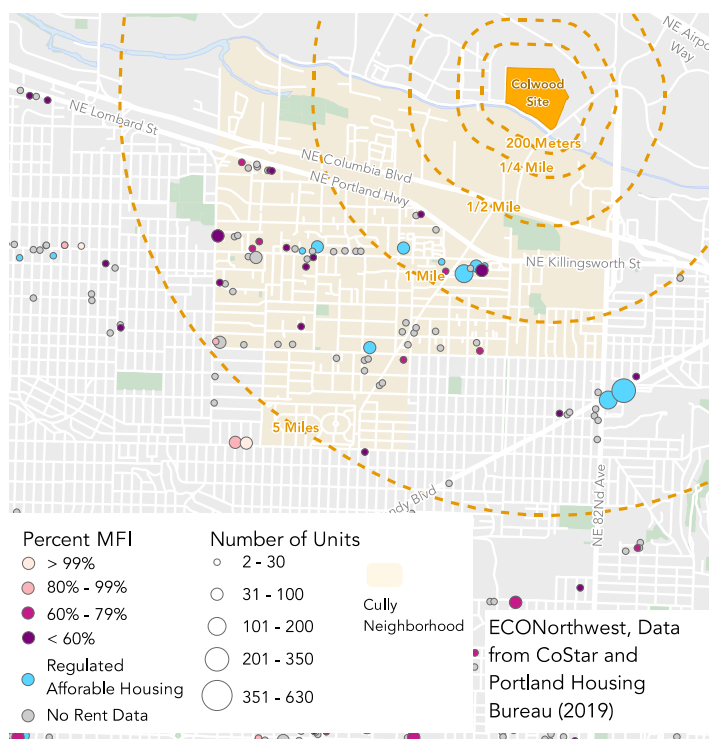 NE Airpo
Way
Colwood
Site
NE Lombard St
200 Meters
NE Columbia Blvd
1/4 Mile
NE Portland Hwy
1/2 Mile
NE Killingsworth St
1 Mile
5 Miles
ndy Blvd
NE 82Nd Ave
Percent MFI
> 99%
80% - 99%
60% - 79%
< 60%
Regulated
Afforable Housing
No Rent Data
Number of Units
2 - 30
31 - 100
101 - 200
201 - 350
351 - 630
Cully
Neighborhood
ECONorthwest, Data
from CoStar and
Portland Housing
Bureau (2019)